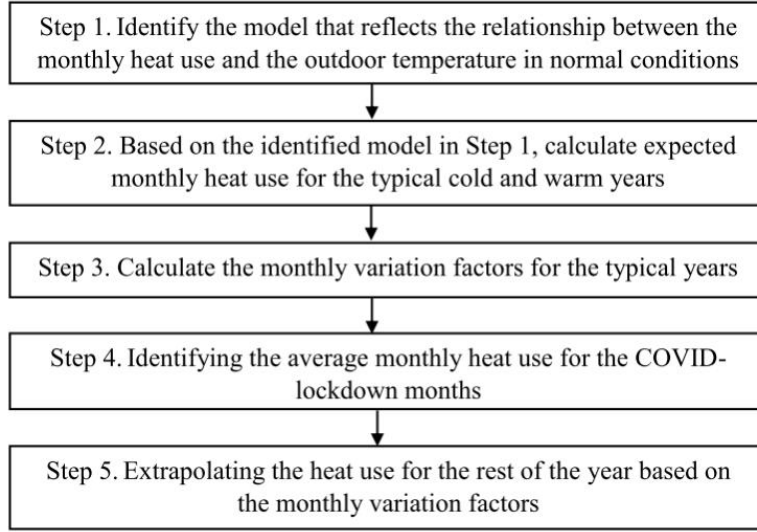 Step 1. Identify the model that reflects the relationship between the
monthly heat use and the outdoor temperature in normal conditions
Step 2. Based on the identified model in Step 1, calculate expected
monthly heat use for the typical cold and warm years
Step 3. Calculate the monthly variation factors for the typical years
Step 4. Identifying the average monthly heat use for the COVID-
lockdown months
Step 5. Extrapolating the heat use for the rest of the year based on
the monthly variation factors